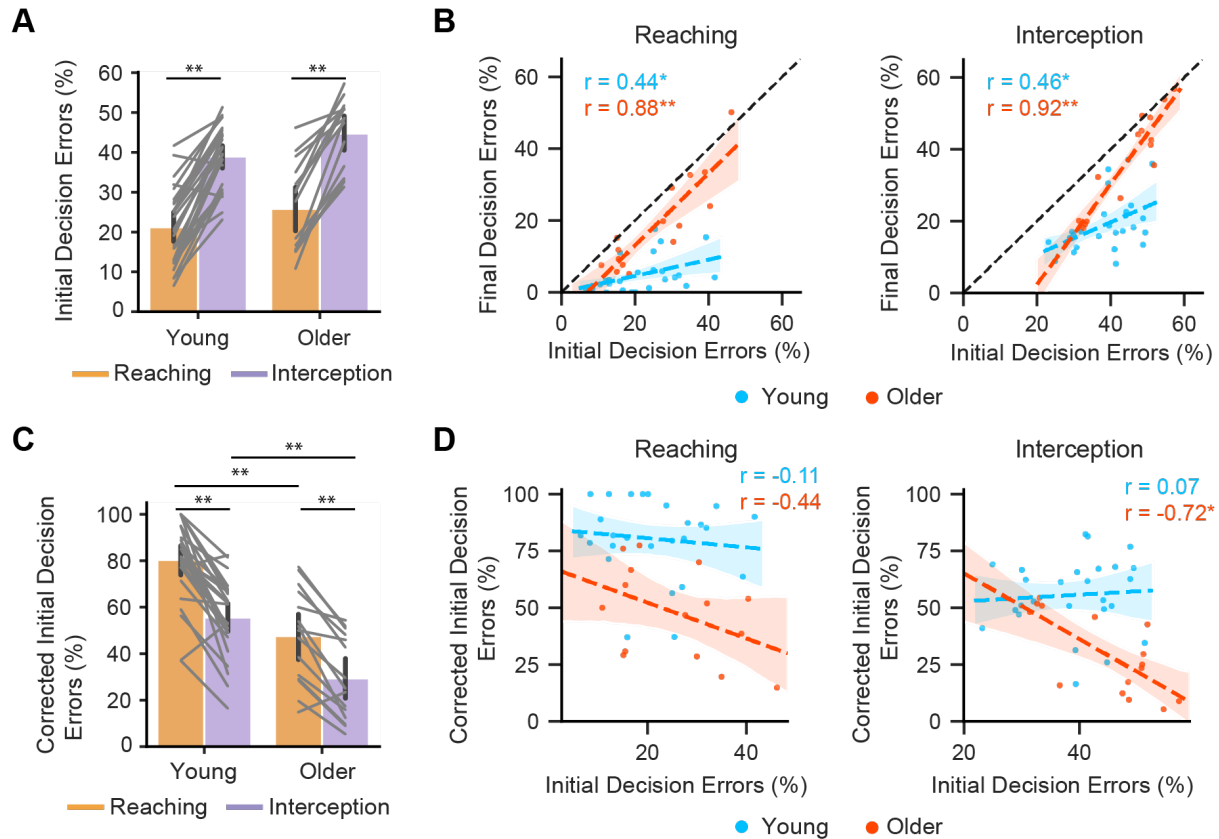 A
Initial Decision Errors (%)
60
50
40
30
20
10
0
**
**
Young
Older
Reaching
Interception
B
Reaching
Final Decision Errors (%)
60
40
20
0
r = 0.44*
r = 0.88**
0
20
40
60
Initial Decision Errors (%)
Interception
Final Decision Errors (%)
60
40
20
0
r = 0.46*
r = 0.92**
0
20
40
60
Initial Decision Errors (%)
Young
Older
C
Corrected Initial Decision
Errors (%)
100
80
60
40
20
0
**
**
**
**
Young
Older
Reaching
Interception
D
Reaching
Corrected Initial Decision
Errors (%)
100
75
50
25
0
r = -0.11
r = -0.44
20
40
Initial Decision Errors (%)
Interception
Corrected Initial Decision
Errors (%)
100
75
50
25
0
r = 0.07
r = -0.72*
20
40
Initial Decision Errors (%)
Young
Older